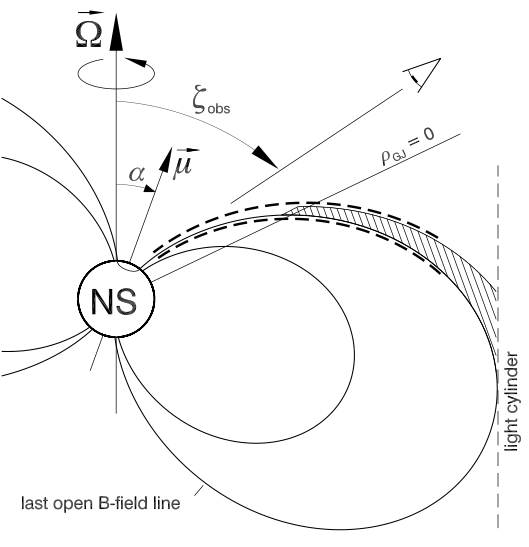 Ω⃗
ζobs
ρGJ = 0
α
μ⃗
NS
light cylinder
last open B-field line